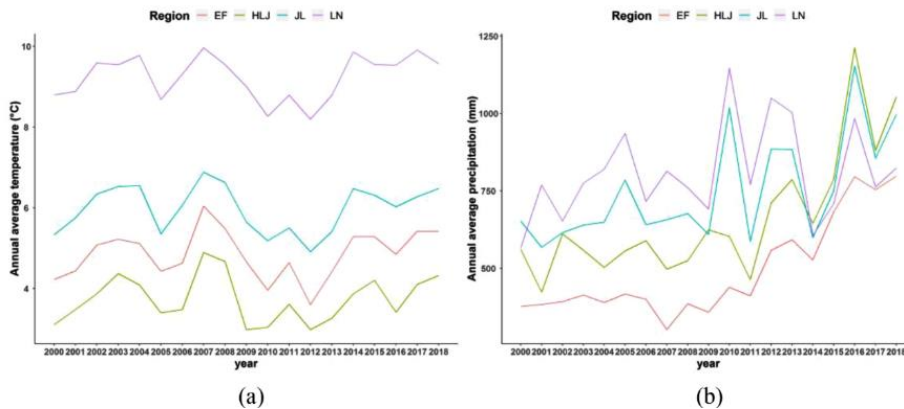 Region EF HLJ JL LN
Annual average temperature (°C)
10
8
6
4
2000 2001 2002 2003 2004 2005 2006 2007 2008 2009 2010 2011 2012 2013 2014 2015 2016 2017 2018
year
(a)
Region EF HLJ JL LN
Annual average precipitation (mm)
1250
1000
750
500
2000 2001 2002 2003 2004 2005 2006 2007 2008 2009 2010 2011 2012 2013 2014 2015 2016 2017 2018
year
(b)